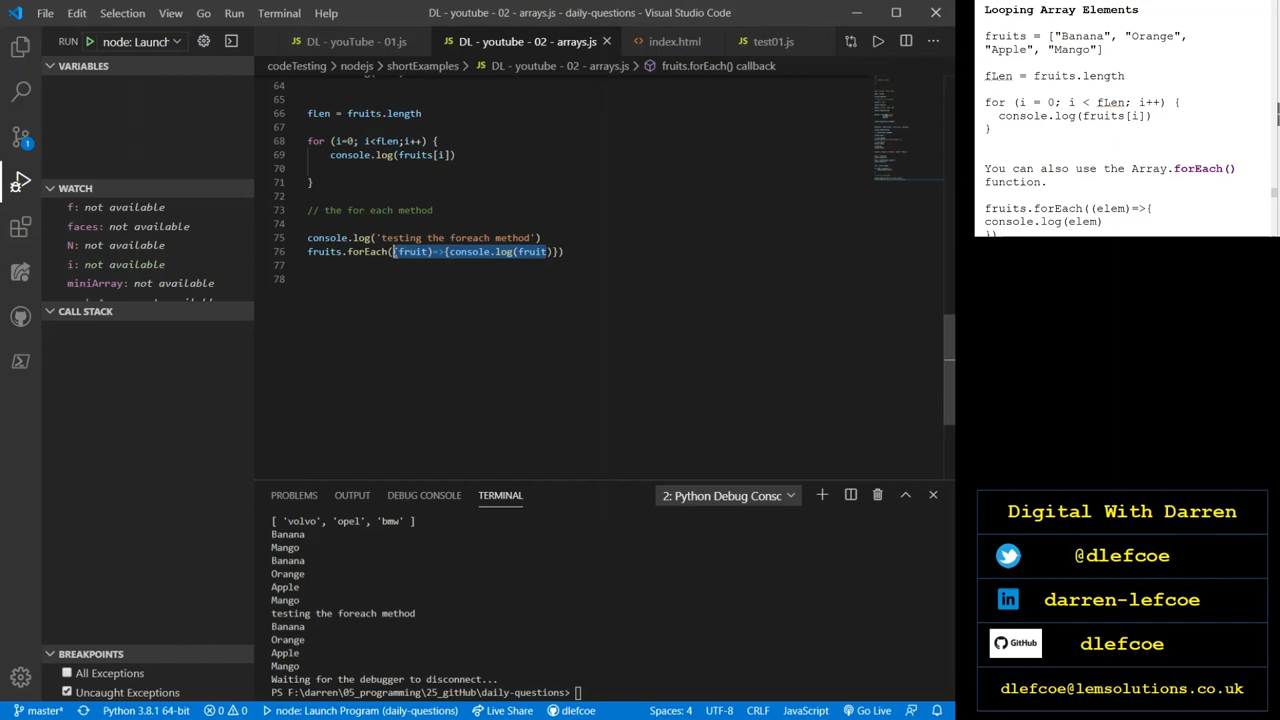 File Edit Selection View Go Run Terminal Help DL - youtube - 02 - arrays.js - daily-questions - Visual Studio Code
RUN node: Launch
DL - youTube - 01.js DL - youtube - 02 - arrays.js index.html test01.js
codeTesting > nodejs > shortExamples > DL - youtube - 02 - arrays.js > fruits.forEach() callback
VARIABLES
WATCH
f: not available
faces: not available
N: not available
i: not available
miniArray: not available
CALL STACK
BREAKPOINTS
All Exceptions
Uncaught Exceptions
1
64
65
66 fLen = fruits.length
67
68 for (i=0; i<fLen;i++) {
69 console.log(fruits[i])
70
71 }
72
73 // the for each method
74
75 console.log('testing the foreach method')
76 fruits.forEach((fruit)=>{console.log(fruit)})
77
78
PROBLEMS OUTPUT DEBUG CONSOLE TERMINAL 2: Python Debug Consc
[ 'volvo', 'opel', 'bmw' ]
Banana
Mango
Banana
Orange
Apple
Mango
testing the foreach method
Banana
Orange
Apple
Mango
Waiting for the debugger to disconnect...
PS F:\darren\05_programming\25_gitHub\daily-questions>
master* Python 3.8.1 64-bit 0 0 node: Launch Program (daily-questions) Live Share dlefcoe Spaces: 4 UTF-8 CRLF JavaScript Go Live
Looping Array Elements
fruits = ["Banana", "Orange",
"Apple", "Mango"]
fLen = fruits.length
for (i = 0; i < fLen; i++) {
console.log(fruits[i])
}
You can also use the Array.forEach()
function.
fruits.forEach((elem)=>{
console.log(elem)
})
Digital With Darren
@dlefcoe
in darren-lefcoe
GitHub dlefcoe
dlefcoe@lemsolutions.co.uk